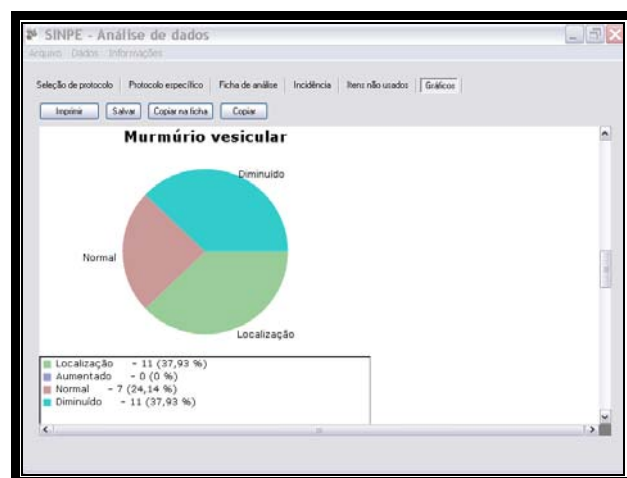 SINPE - Análise de dados
Arquivo Dados Informações
Seleção de protocolo Protocolo específico Ficha de análise Incidência Itens não usados Gráficos
Imprimir Salvar Copiar na ficha Copiar
Murmúrio vesicular
Diminuído
Normal
Localização
Localização - 11 (37,93 %)
Aumentado - 0 (0 %)
Normal - 7 (24,14 %)
Diminuído - 11 (37,93 %)